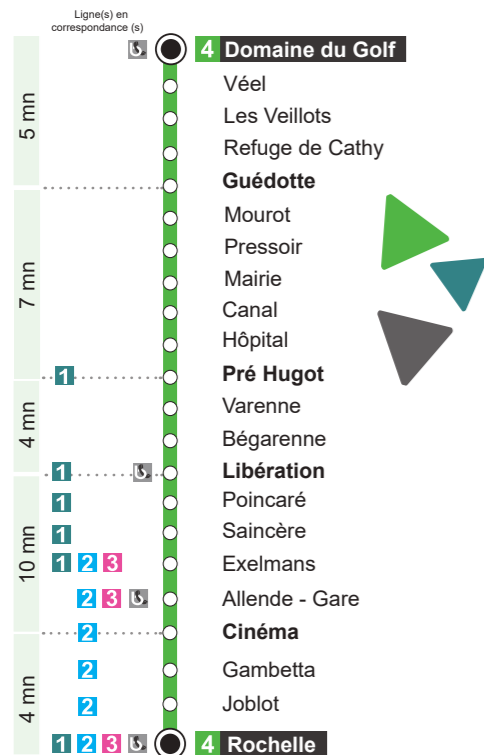 Ligne(s) en
correspondance (s)
4 Domaine du Golf
Véel
Les Veillots
Refuge de Cathy
5 mn
Guédotte
Mourot
Pressoir
Mairie
Canal
Hôpital
7 mn
1 Pré Hugot
Varenne
Bégarenne
4 mn
1 Libération
1 Poincaré
1 Saincère
1 2 3 Exelmans
2 3 Allende - Gare
10 mn
2 Cinéma
2 Gambetta
2 Joblot
4 mn
1 2 3 4 Rochelle